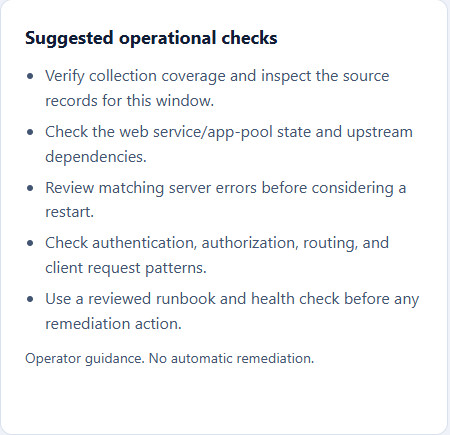 Suggested operational checks
• Verify collection coverage and inspect the source
records for this window.
• Check the web service/app-pool state and upstream
dependencies.
• Review matching server errors before considering a
restart.
• Check authentication, authorization, routing, and
client request patterns.
• Use a reviewed runbook and health check before any
remediation action.
Operator guidance. No automatic remediation.